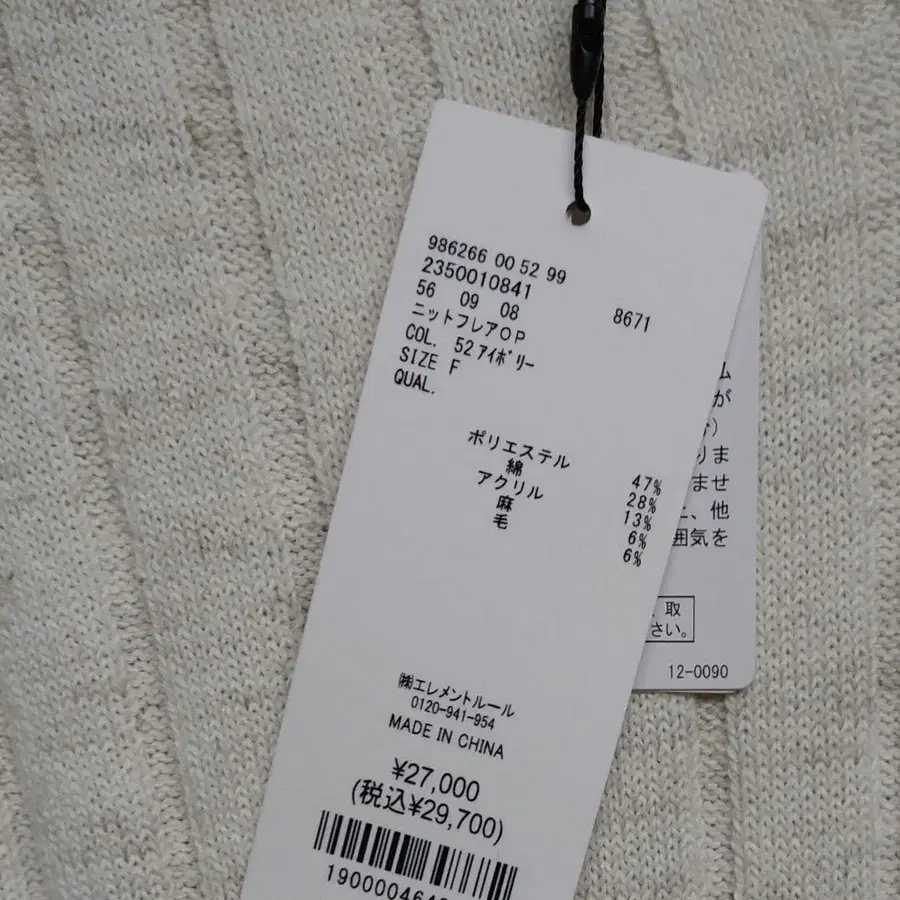 986266 00 52 99
2350010841
56 09 08 8671
ニットフレアOP
COL. 52 アイボリー
SIZE F
QUAL.
ポリエステル 47%
綿 28%
アクリル 13%
麻 6%
毛 6%
㈱エレメントルール
0120-941-954
MADE IN CHINA
¥27,000
(税込¥29,700)
19000046
ム
が
)
りま
ませ
、他
囲気を
、取
さい。
12-0090